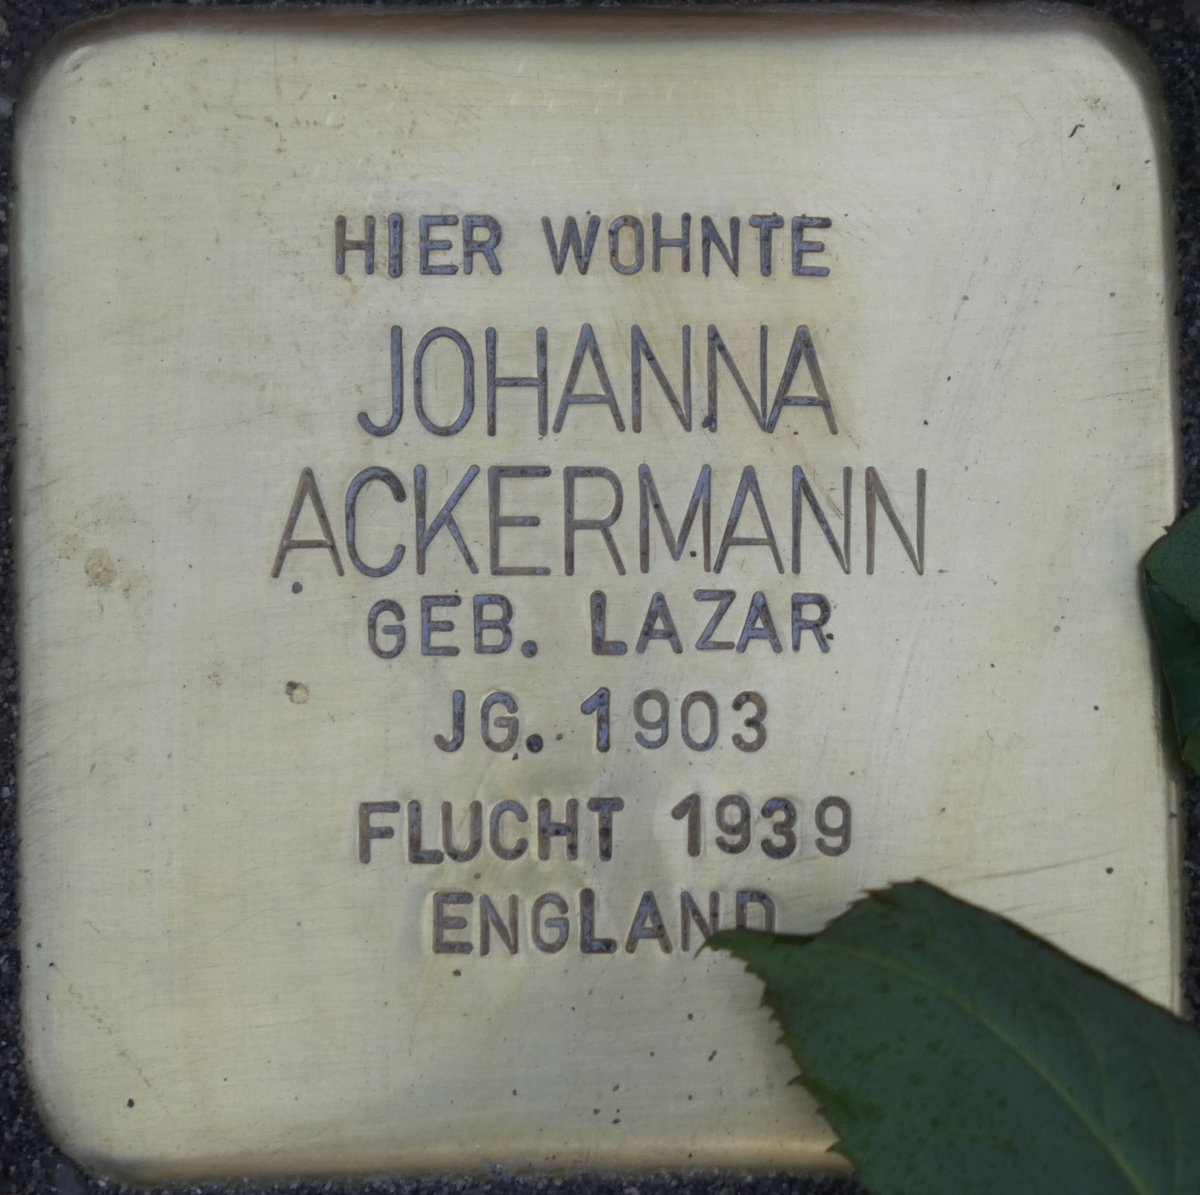 HIER WOHNTE
JOHANNA
ACKERMANN
GEB. LAZAR
JG. 1903
FLUCHT 1939
ENGLAND